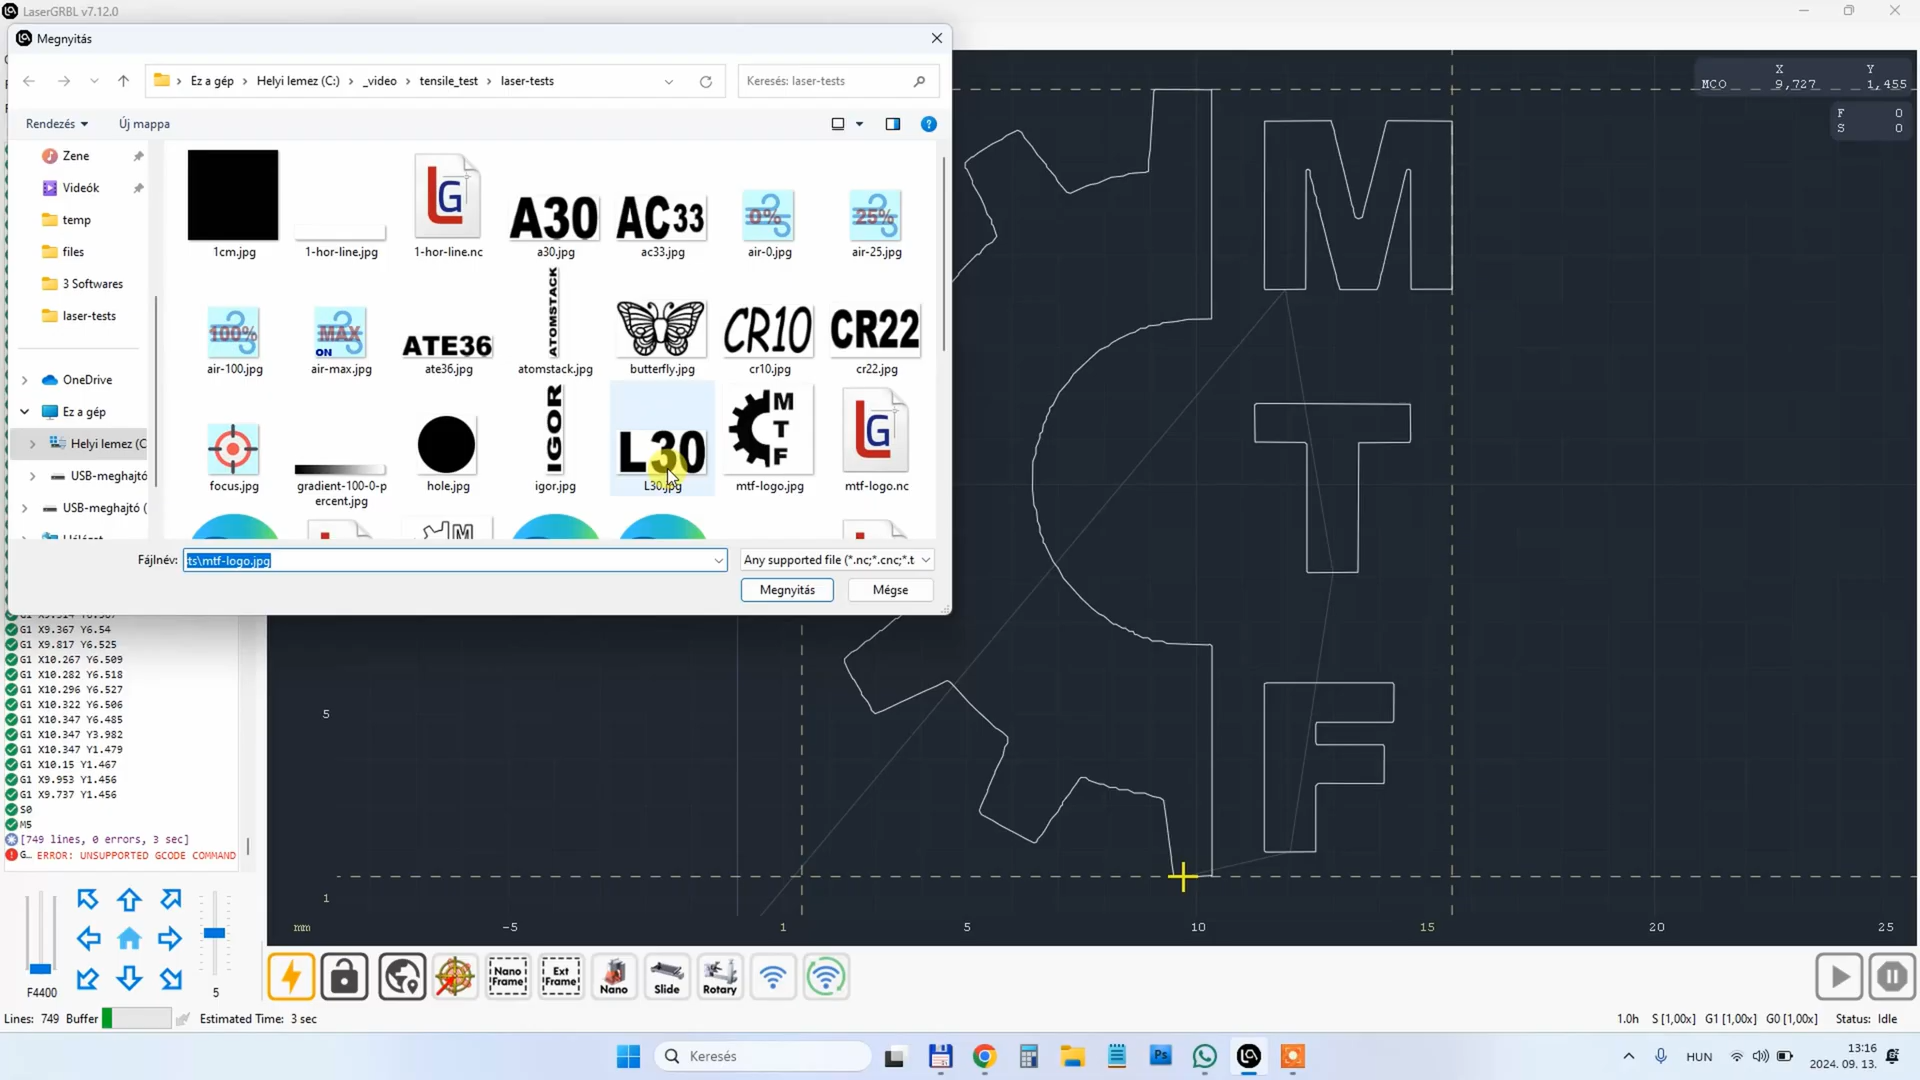 LaserGRBL v7.12.0
Megnyitás
Ez a gép
Helyi lemez (C:)
_video
tensile_test
laser-tests
Keresés: laser-tests
Rendezés
Új mappa
Zene
Videók
temp
files
3 Softwares
laser-tests
OneDrive
Ez a gép
Helyi lemez (C
USB-meghajtó
USB-meghajtó (
LG
A30
AC33
0%
25%
1cm.jpg
1-hor-line.jpg
1-hor-line.nc
a30.jpg
ac33.jpg
air-0.jpg
air-25.jpg
100%
MAX
ON
ATE36
ATOMSTACK
CR10
CR22
air-100.jpg
air-max.jpg
ate36.jpg
atomstack.jpg
butterfly.jpg
cr10.jpg
cr22.jpg
IGOR
L30
M
T
F
LG
focus.jpg
gradient-100-0-p
ercent.jpg
hole.jpg
igor.jpg
L30.jpg
mtf-logo.jpg
mtf-logo.nc
Fájlnév:
ts\mtf-logo.jpg
Any supported file (*.nc;*.cnc;*.t
Megnyitás
Mégse
X Y
MCO 9,727 1,455
F 0
S 0
M
T
F
G1 X9.367 Y6.54
G1 X9.817 Y6.525
G1 X10.267 Y6.509
G1 X10.282 Y6.518
G1 X10.296 Y6.527
G1 X10.322 Y6.506
G1 X10.347 Y6.485
G1 X10.347 Y3.982
G1 X10.347 Y1.479
G1 X10.15 Y1.467
G1 X9.953 Y1.456
G1 X9.737 Y1.456
S0
M5
[749 lines, 0 errors, 3 sec]
G… ERROR: UNSUPPORTED GCODE COMMAND
5
1
mm
-5
1
5
10
15
20
25
F4400
5
Nano
Frame
Ext
Frame
Nano
Slide
Rotary
Lines: 749 Buffer
Estimated Time: 3 sec
1.0h S [1,00x] G1 [1,00x] G0 [1,00x] Status: Idle
Keresés
Ps
HUN
13:16
2024. 09. 13.